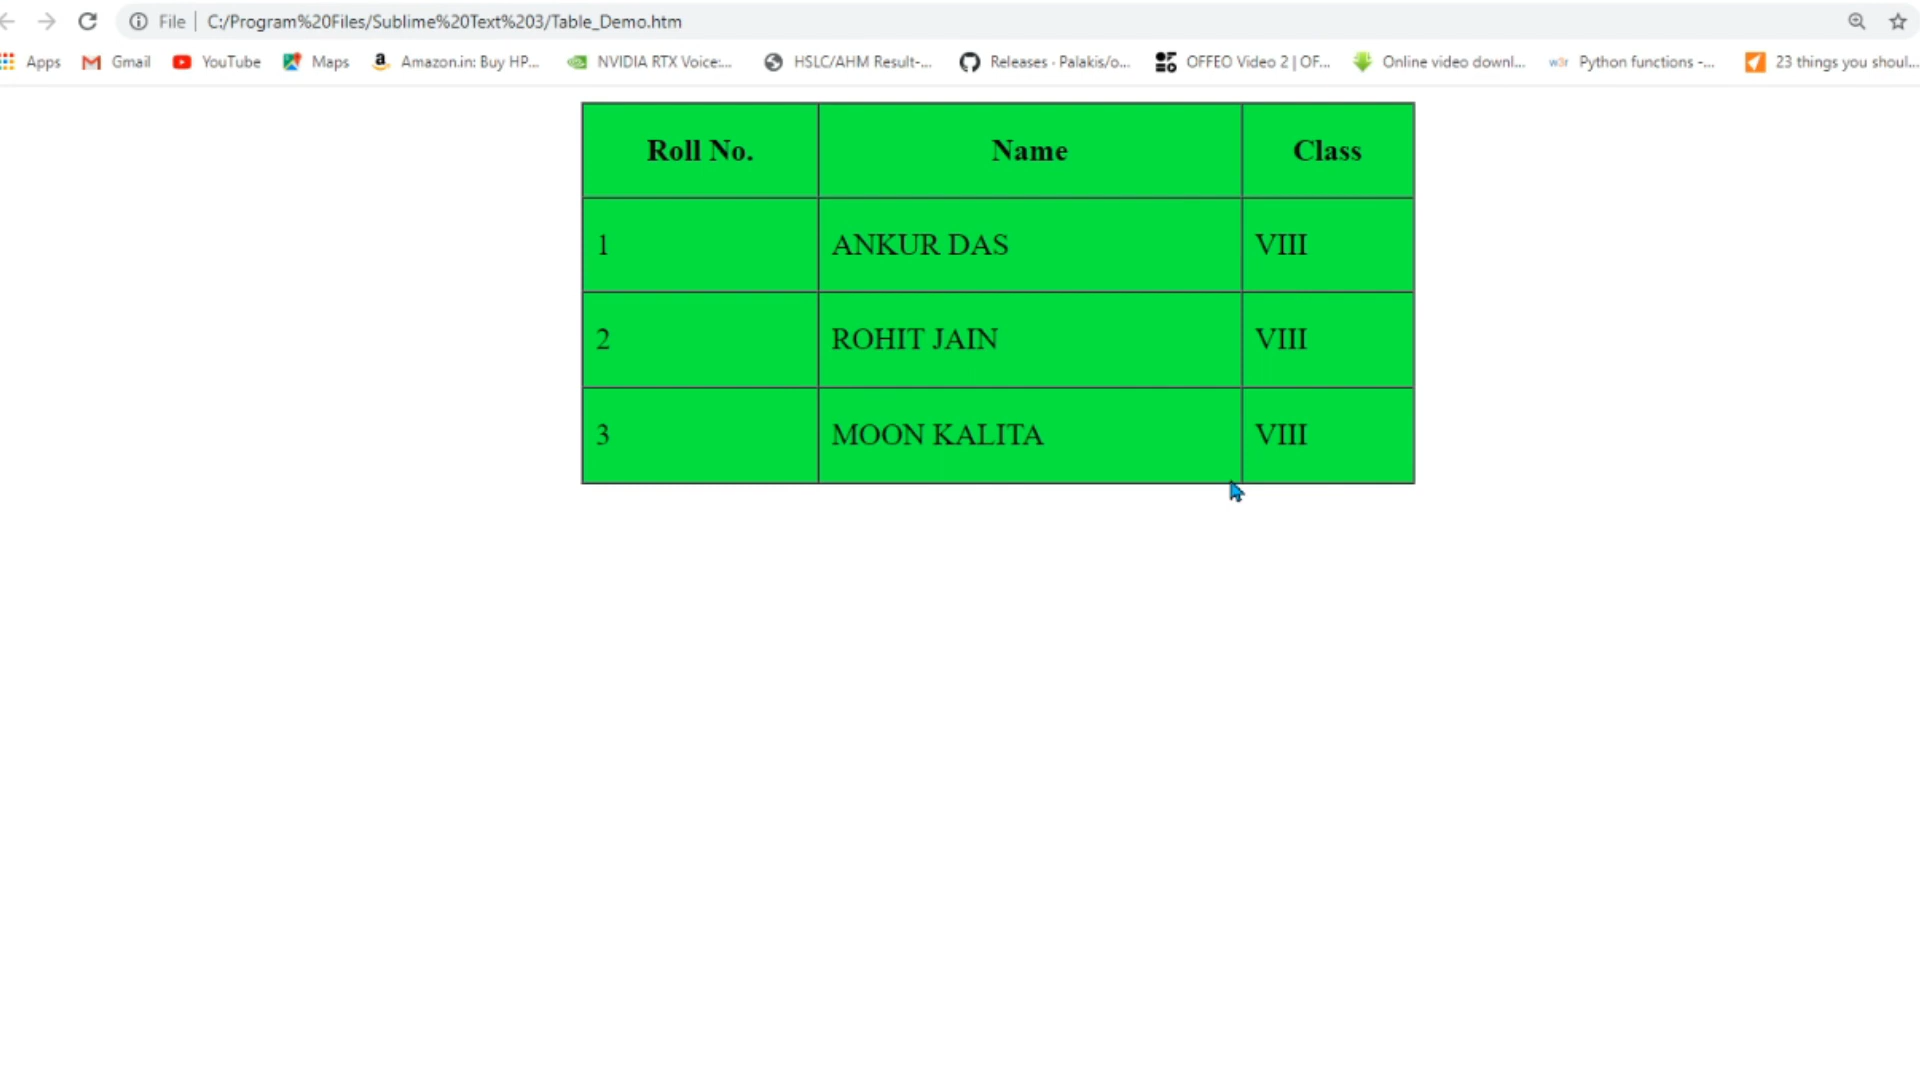 File | C:/Program%20Files/Sublime%20Text%203/Table_Demo.htm
Apps Gmail YouTube Maps Amazon.in: Buy HP... NVIDIA RTX Voice:... HSLC/AHM Result-... Releases · Palakis/o... OFFEO Video 2 | OF... Online video downl... w3r Python functions -... 23 things you shoul...
Roll No. Name Class
1 ANKUR DAS VIII
2 ROHIT JAIN VIII
3 MOON KALITA VIII